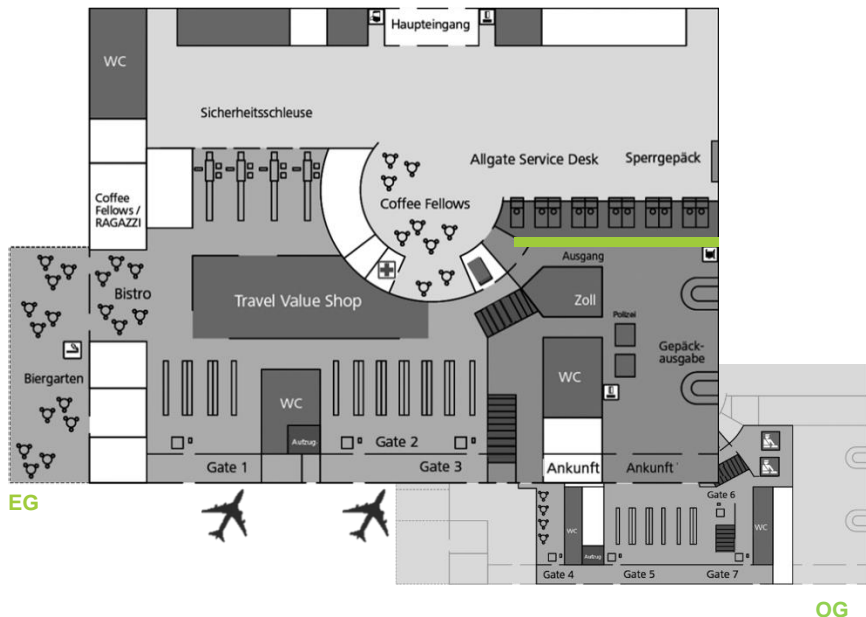 Haupteingang
WC
Sicherheitsschleuse
Allgate Service Desk
Sperrgepäck
Coffee
Fellows /
RAGAZZI
Coffee Fellows
Ausgang
Bistro
Travel Value Shop
Zoll
Polizei
Gepäck-
ausgabe
Biergarten
WC
WC
Aufzug
Gate 1
Gate 2
Gate 3
Ankunft
Ankunft
EG
Gate 6
WC
WC
Aufzug
Gate 4
Gate 5
Gate 7
OG